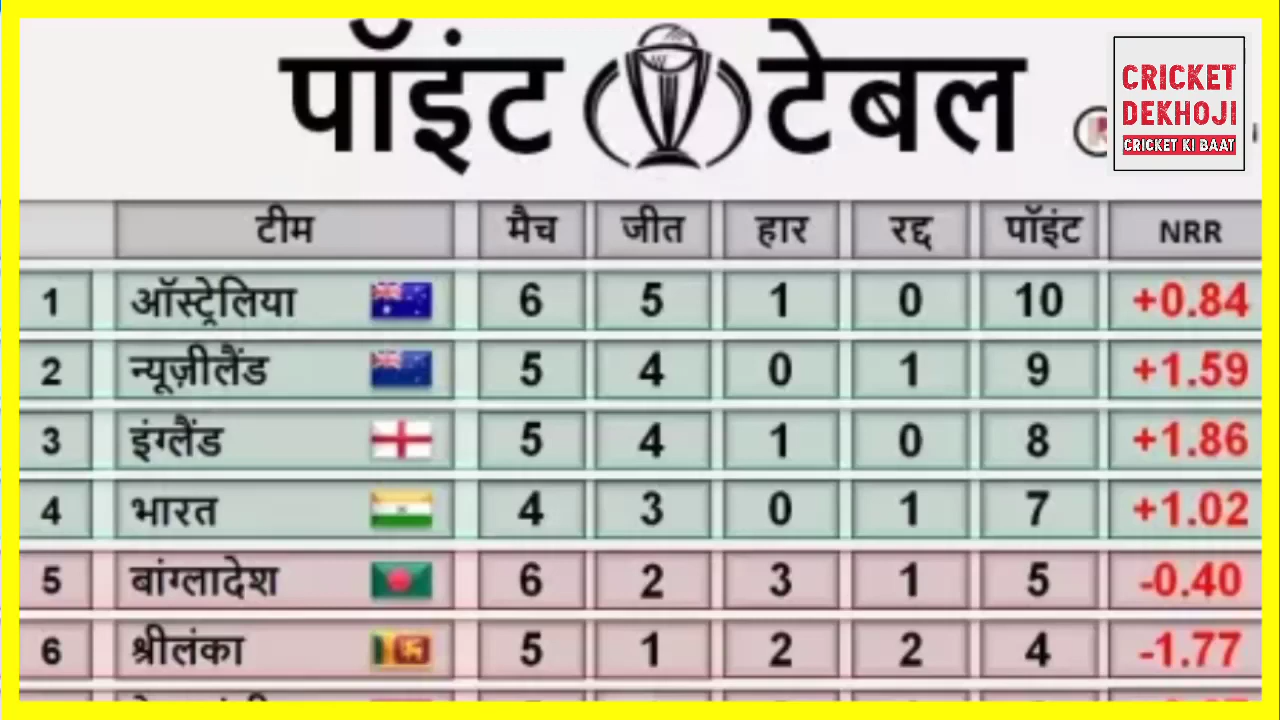 पॉइंट टेबल
CRICKET
DEKHOJI
CRICKET KI BAAT
टीम मैच जीत हार रद्द पॉइंट NRR
1 ऑस्ट्रेलिया 6 5 1 0 10 +0.84
2 न्यूज़ीलैंड 5 4 0 1 9 +1.59
3 इंग्लैंड 5 4 1 0 8 +1.86
4 भारत 4 3 0 1 7 +1.02
5 बांग्लादेश 6 2 3 1 5 -0.40
6 श्रीलंका 5 1 2 2 4 -1.77